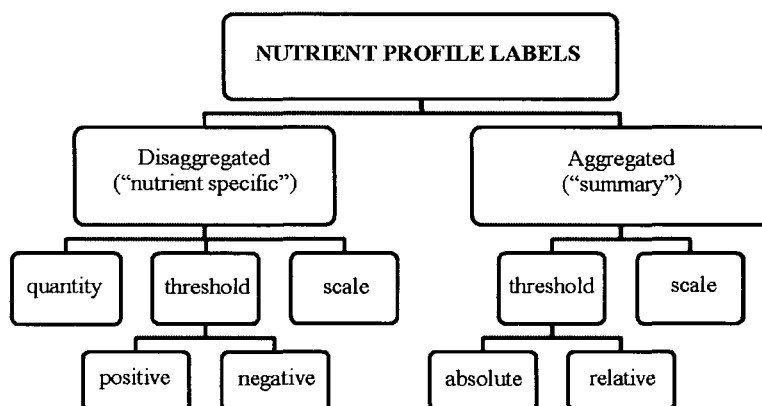 NUTRIENT PROFILE LABELS
Disaggregated
(“nutrient specific”)
Aggregated
(“summary”)
quantity
threshold
scale
threshold
scale
positive
negative
absolute
relative